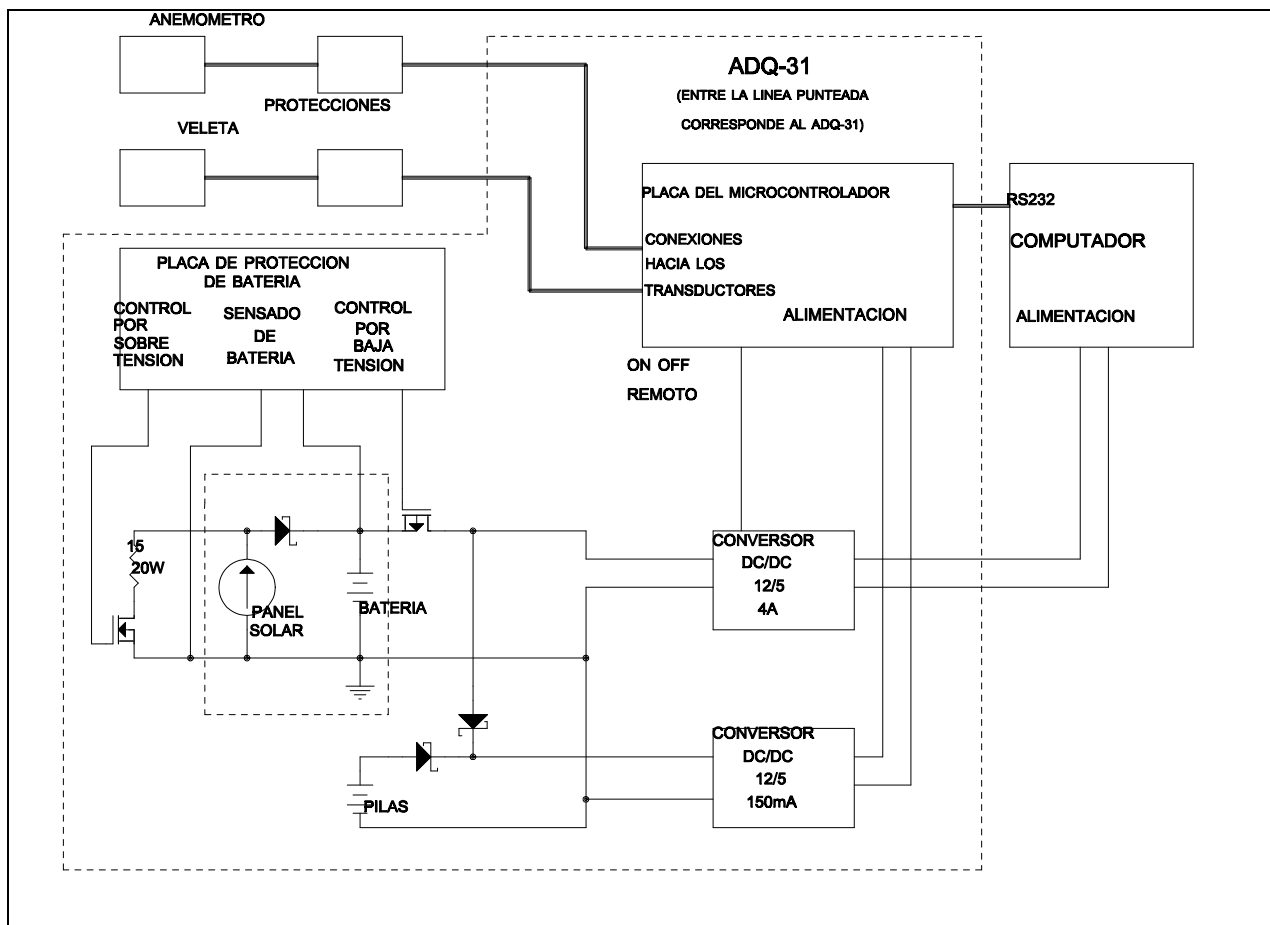 ANEMOMETRO
PROTECCIONES
VELETA
ADQ-31
(ENTRE LA LINEA PUNTEADA
CORRESPONDE AL ADQ-31)
PLACA DEL MICROCONTROLADOR
CONEXIONES
HACIA LOS
TRANSDUCTORES
ALIMENTACION
RS232
COMPUTADOR
ALIMENTACION
PLACA DE PROTECCION
DE BATERIA
CONTROL
POR
SOBRE
TENSION
SENSADO
DE
BATERIA
CONTROL
POR
BAJA
TENSION
ON OFF
REMOTO
15
20W
PANEL
SOLAR
BATERIA
CONVERSOR
DC/DC
12/5
4A
PILAS
CONVERSOR
DC/DC
12/5
150mA